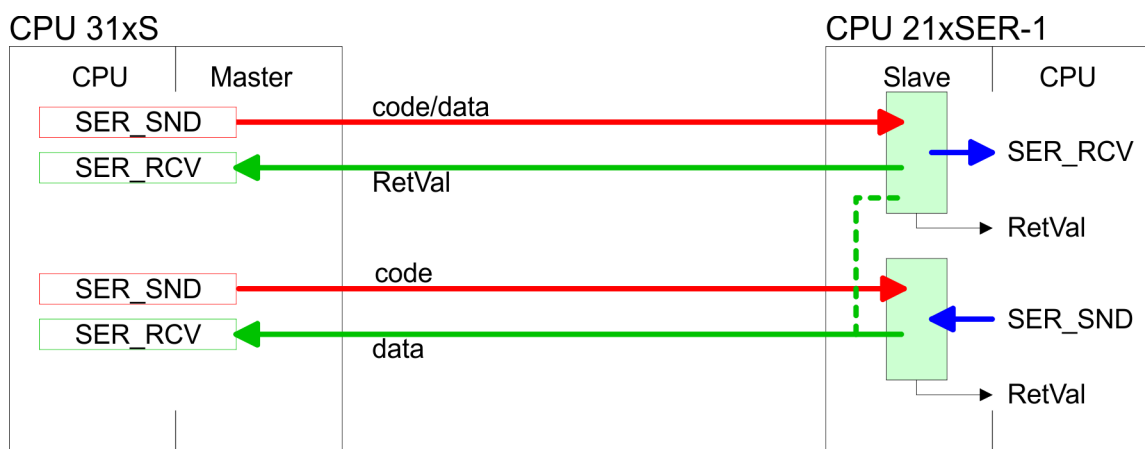 CPU 31xS
CPU 21xSER-1
CPU
Master
Slave
CPU
SER_SND
code/data
SER_RCV
SER_RCV
RetVal
RetVal
SER_SND
code
SER_SND
SER_RCV
data
RetVal